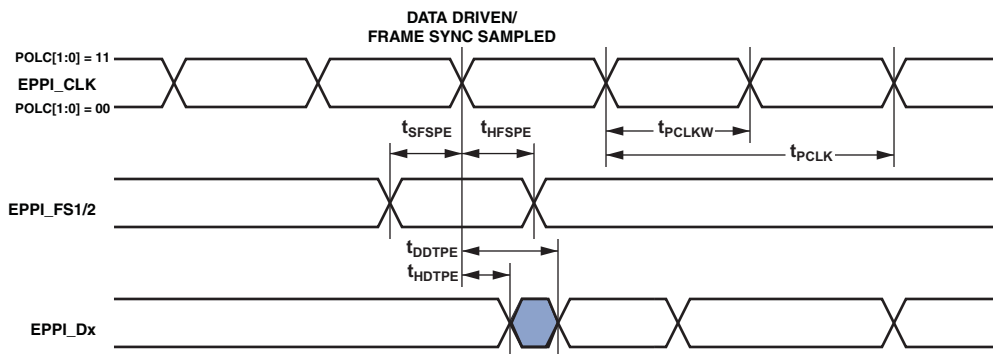 DATA DRIVEN/
FRAME SYNC SAMPLED
POLC[1:0] = 11
EPPI_CLK
POLC[1:0] = 00
tSFSPE
tHFSPE
tPCLKW
tPCLK
EPPI_FS1/2
tDDTPE
tHDTPE
EPPI_Dx